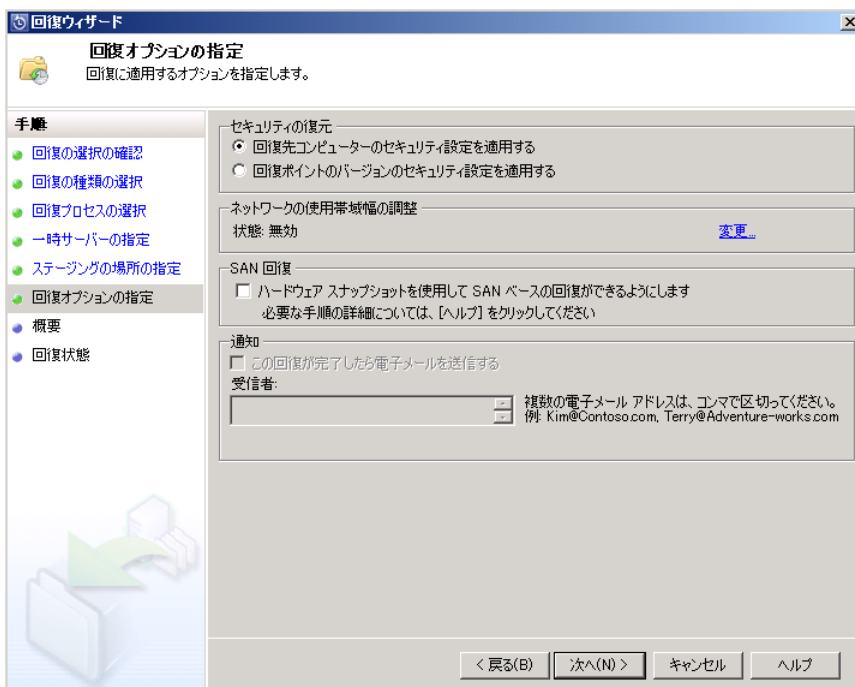 回復ウィザード
回復オプションの指定
回復に適用するオプションを指定します。
手順
回復の選択の確認
回復の種類の選択
回復プロセスの選択
一時サーバーの指定
ステージングの場所の指定
回復オプションの指定
概要
回復状態
セキュリティの復元
回復先コンピューターのセキュリティ設定を適用する
回復ポイントのバージョンのセキュリティ設定を適用する
ネットワークの使用帯域幅の調整
状態: 無効 変更...
SAN 回復
ハードウェア スナップショットを使用して SAN ベースの回復ができるようにします
必要な手順の詳細については、[ヘルプ] をクリックしてください
通知
この回復が完了したら電子メールを送信する
受信者:
複数の電子メール アドレスは、コンマで区切ってください。
例: Kim@Contoso.com, Terry@Adventure-works.com
< 戻る(B) 次へ(N) > キャンセル ヘルプ